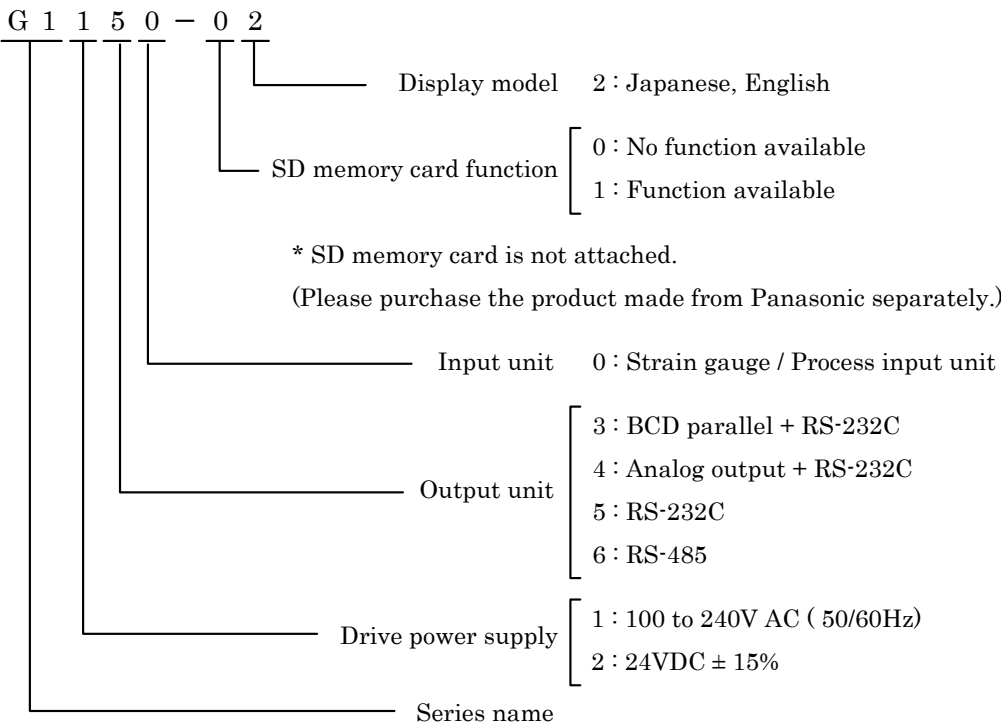 G 1 1 5 0 － 0 2
Display model 2 : Japanese, English
SD memory card function
0 : No function available
1 : Function available
* SD memory card is not attached.
(Please purchase the product made from Panasonic separately.)
Input unit 0 : Strain gauge / Process input unit
Output unit
3 : BCD parallel + RS-232C
4 : Analog output + RS-232C
5 : RS-232C
6 : RS-485
Drive power supply
1 : 100 to 240V AC ( 50/60Hz)
2 : 24VDC ± 15%
Series name